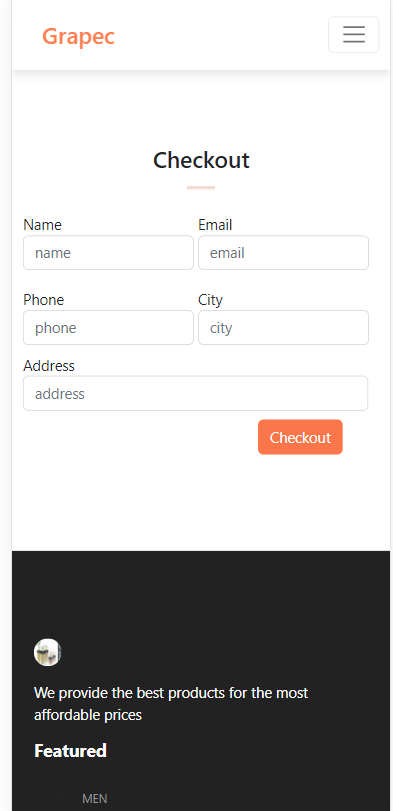 Grapec
Checkout
Name Email
name email
Phone City
phone city
Address
address
Checkout
We provide the best products for the most
affordable prices
Featured
MEN